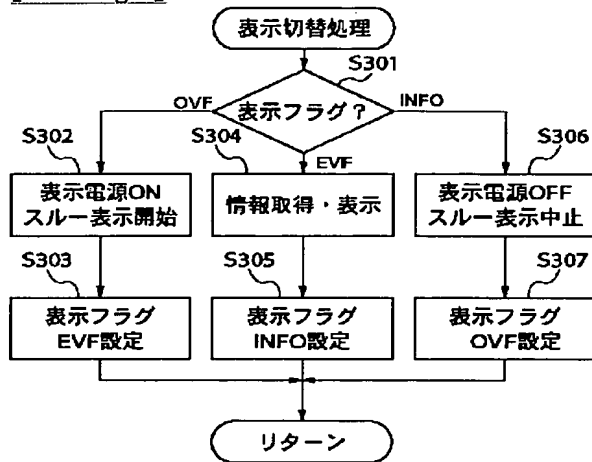 表示切替処理
S301
表示フラグ？
OVF
INFO
EVF
S302
表示電源ON
スルー表示開始
S304
情報取得・表示
S306
表示電源OFF
スルー表示中止
S303
表示フラグ
EVF設定
S305
表示フラグ
INFO設定
S307
表示フラグ
OVF設定
リターン